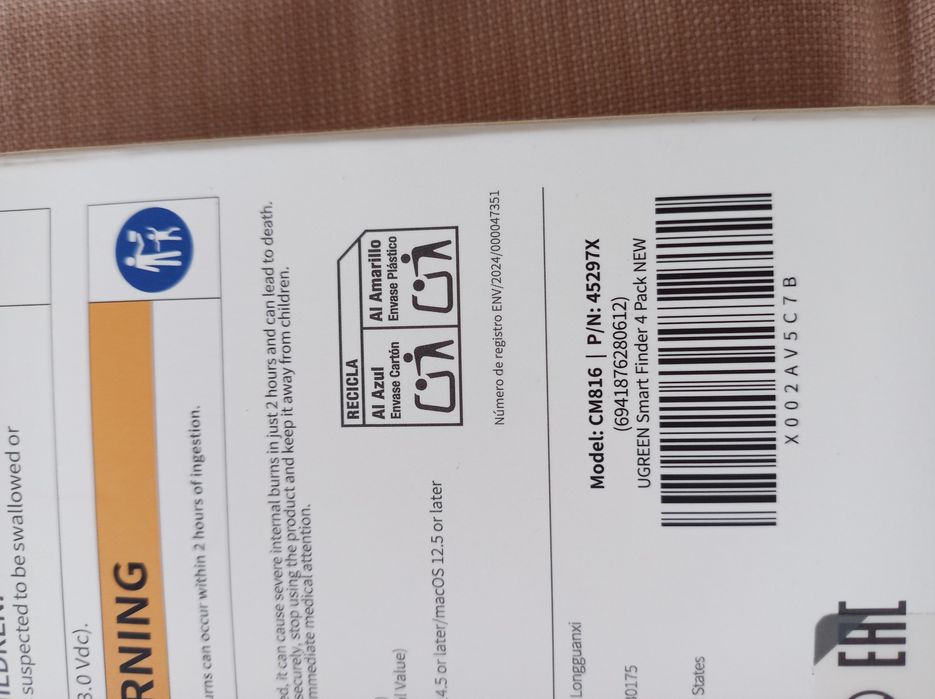 suspected to be swallowed or
3.0 Vdc).
RNING
urns can occur within 2 hours of ingestion.
ed, it can cause severe internal burns in just 2 hours and can lead to death.
securely, stop using the product and keep it away from children.
mmediate medical attention.
RECICLA
Al Azul
Envase Cartón
Al Amarillo
Envase Plástico
l Value)
4.5 or later/macOS 12.5 or later
Número de registro ENV/2024/000047351
Longguanxi
00175
States
Model: CM816 | P/N: 45297X
(6941876280612)
UGREEN Smart Finder 4 Pack NEW
X002AV5C7B
EAC